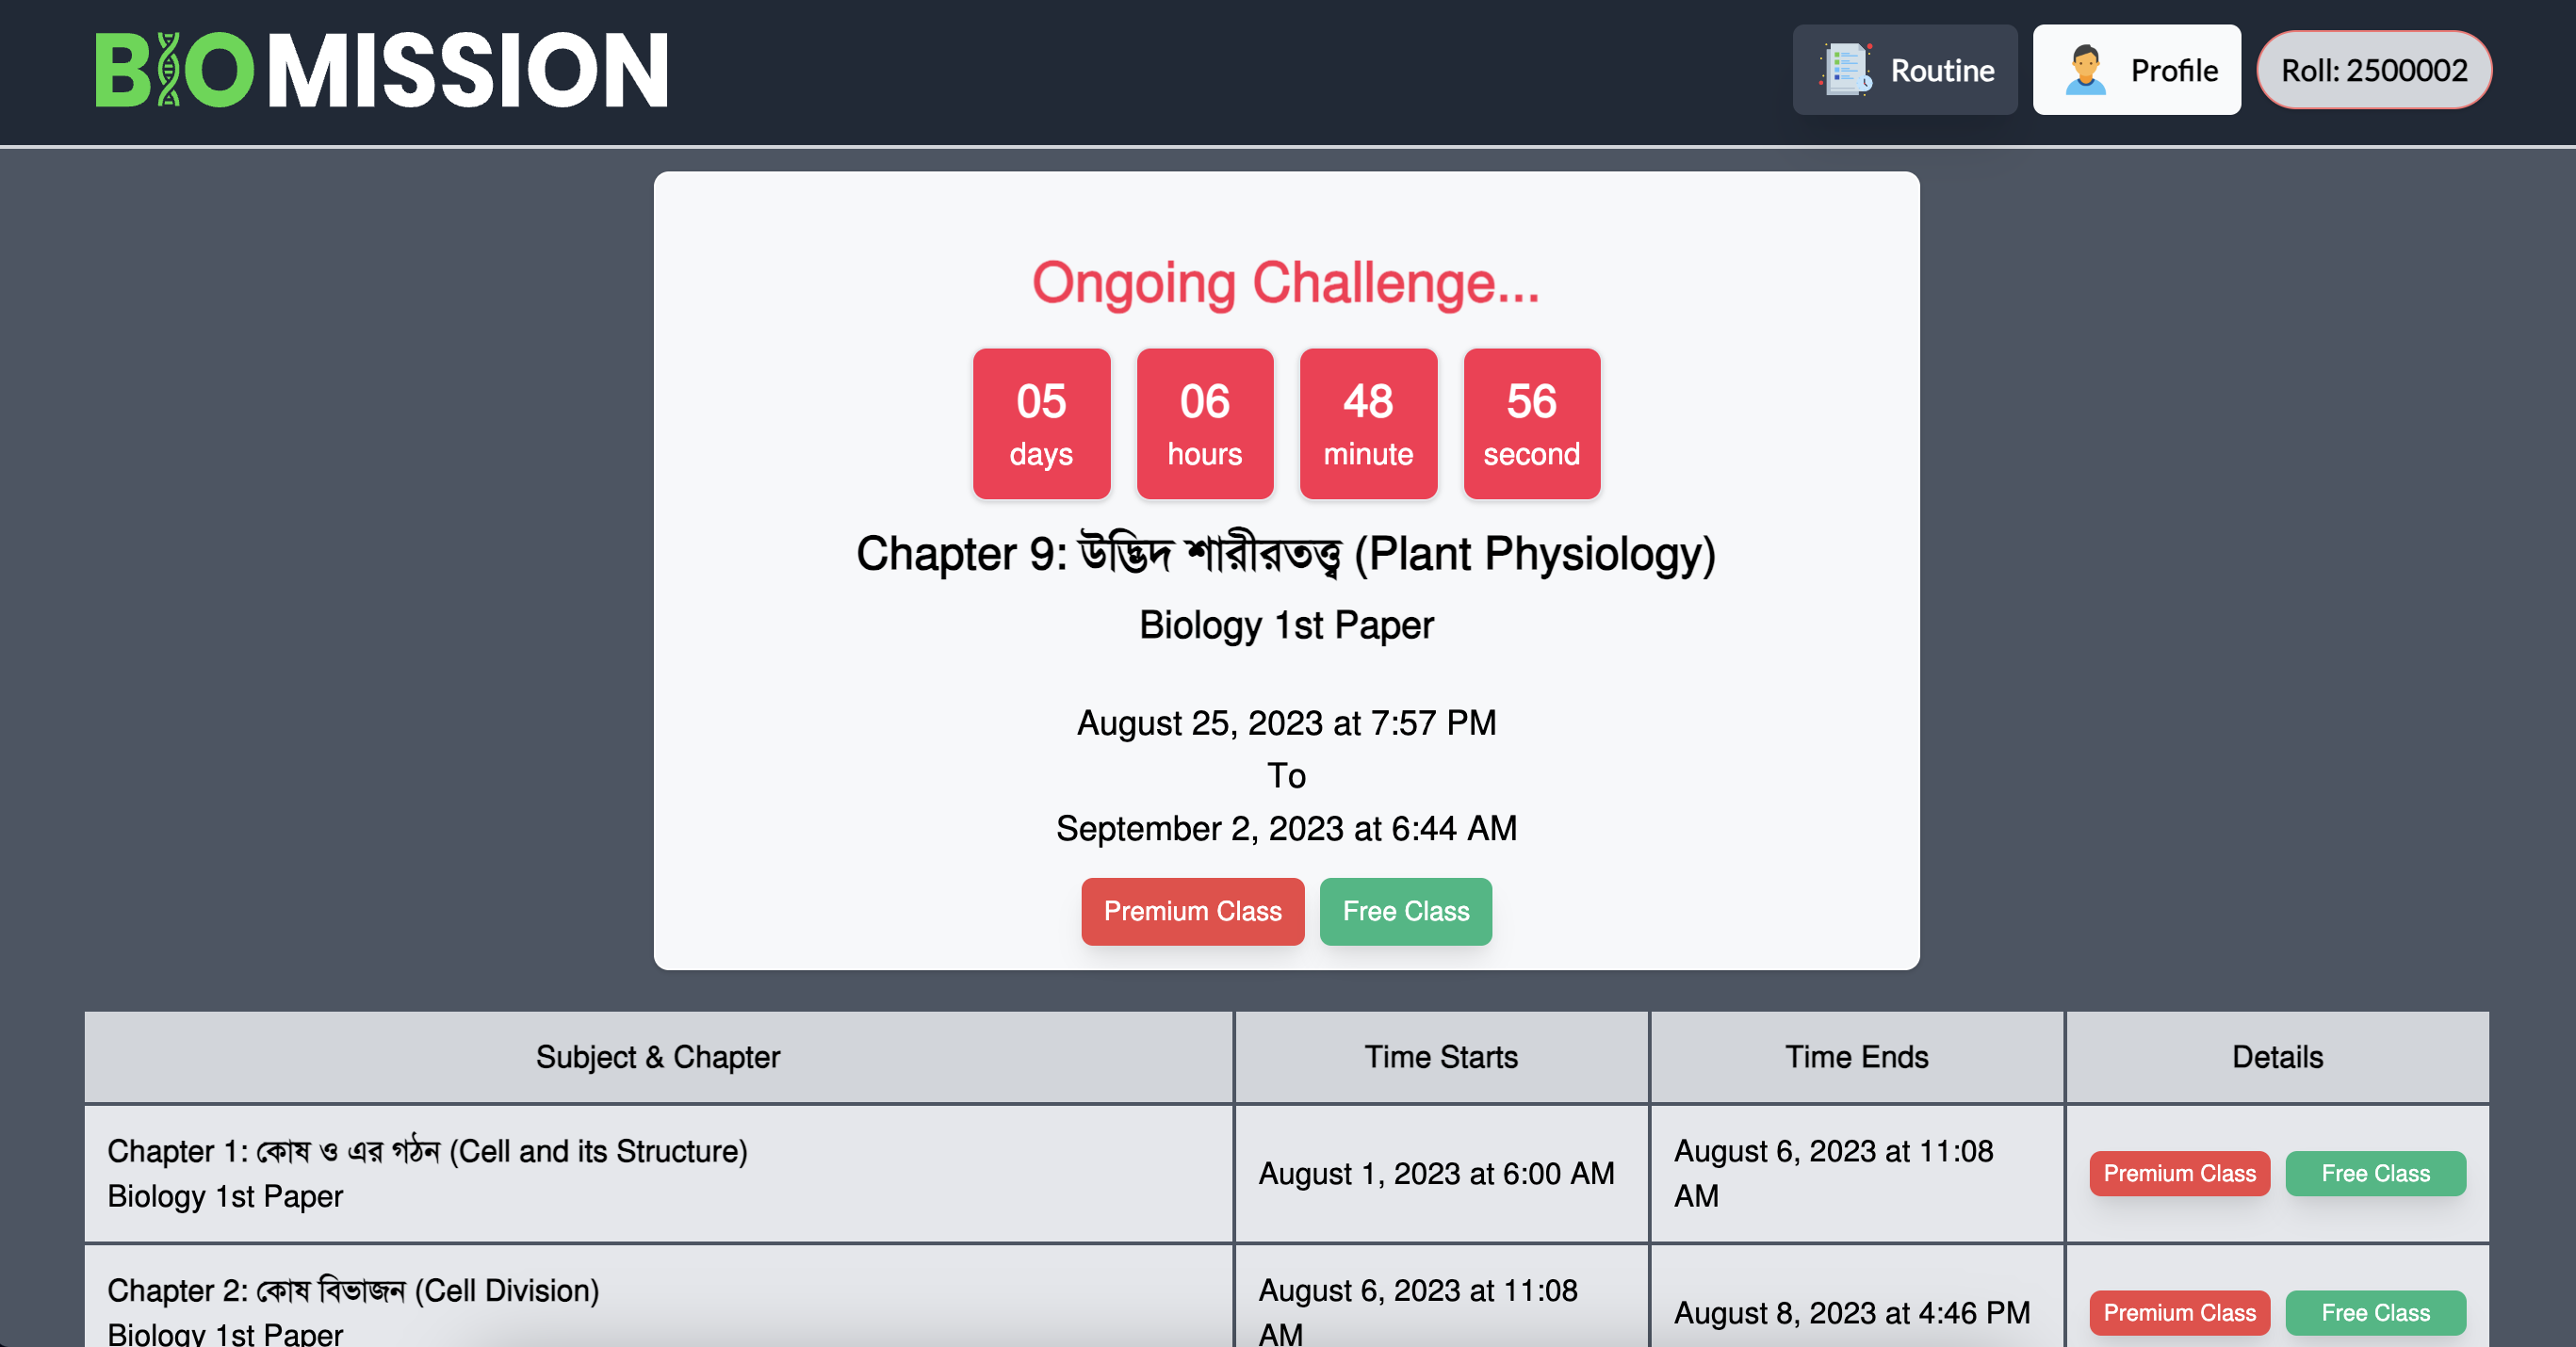 BIOMISSION
Routine
Profile
Roll: 2500002
Ongoing Challenge...
05 06 48 56
days hours minute second
Chapter 9: উদ্ভিদ শারীরতত্ত্ব (Plant Physiology)
Biology 1st Paper
August 25, 2023 at 7:57 PM
To
September 2, 2023 at 6:44 AM
Premium Class Free Class
Subject & Chapter Time Starts Time Ends Details
Chapter 1: কোষ ও এর গঠন (Cell and its Structure)
Biology 1st Paper
August 1, 2023 at 6:00 AM
August 6, 2023 at 11:08
AM
Premium Class Free Class
Chapter 2: কোষ বিভাজন (Cell Division)
Biology 1st Paper
August 6, 2023 at 11:08
AM
August 8, 2023 at 4:46 PM
Premium Class Free Class